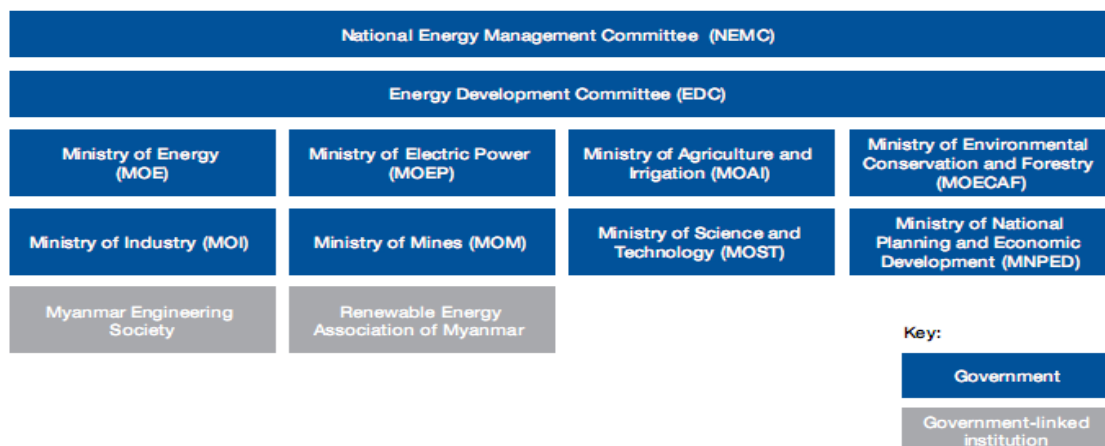 National Energy Management Committee (NEMC)
Energy Development Committee (EDC)
Ministry of Energy
(MOE)
Ministry of Electric Power
(MOEP)
Ministry of Agriculture and
Irrigation (MOAI)
Ministry of Environmental
Conservation and Forestry
(MOECAF)
Ministry of Industry (MOI)
Ministry of Mines (MOM)
Ministry of Science and
Technology (MOST)
Ministry of National
Planning and Economic
Development (MNPED)
Myanmar Engineering
Society
Renewable Energy
Association of Myanmar
Key:
Government
Government-linked
institution